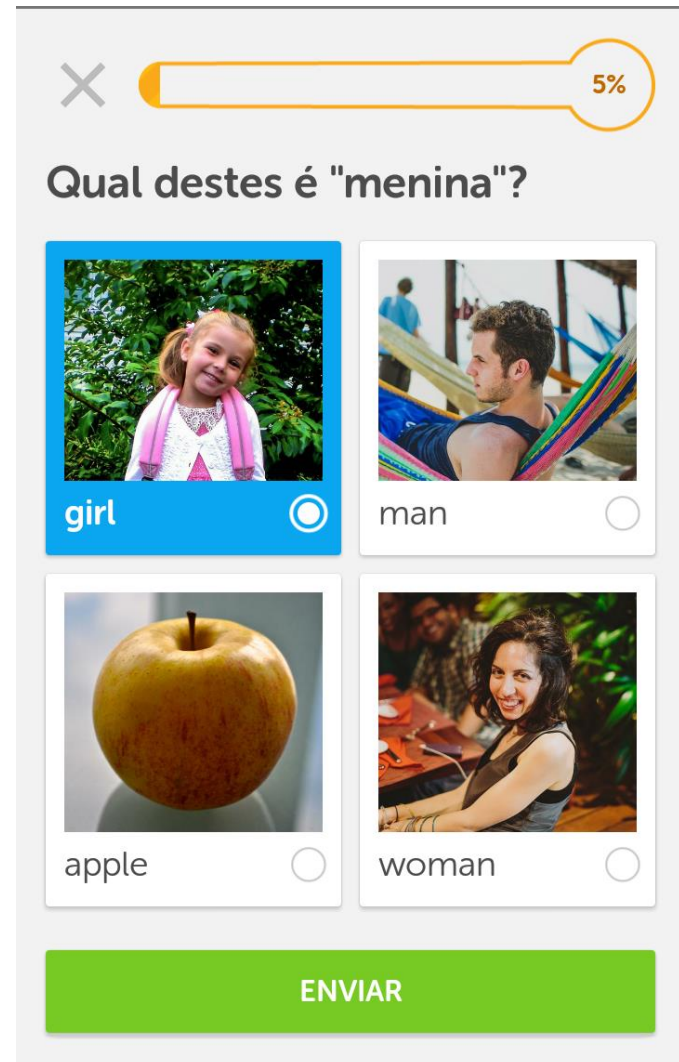 5%
Qual destes é "menina"?
girl
man
apple
woman
ENVIAR